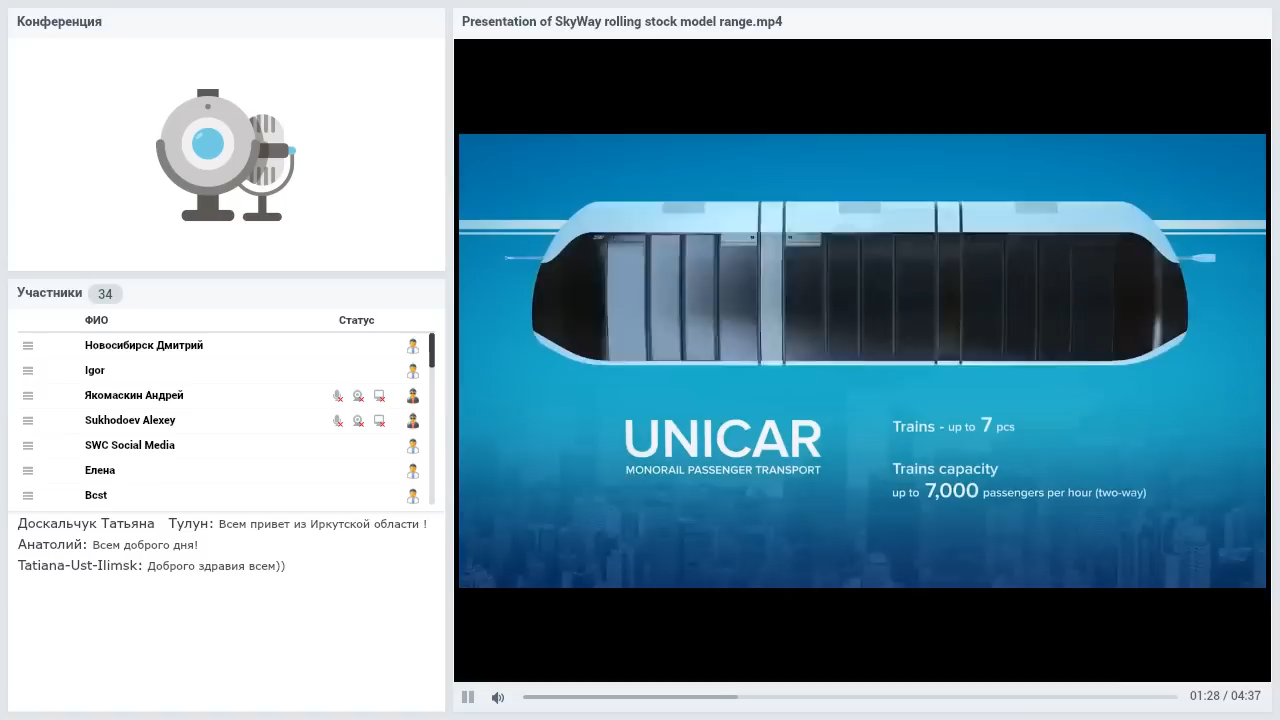 Конференция
Участники 34
ФИО Статус
Новосибирск Дмитрий
Igor
Якомаскин Андрей
Sukhodoev Alexey
SWC Social Media
Елена
Bcst
Доскальчук Татьяна Тулун: Всем привет из Иркутской области !
Анатолий: Всем доброго дня!
Tatiana-Ust-Ilimsk: Доброго здравия всем))
Presentation of SkyWay rolling stock model range.mp4
UNICAR
MONORAIL PASSENGER TRANSPORT
Trains - up to 7 pcs
Trains capacity
up to 7,000 passengers per hour (two-way)
01:28 / 04:37